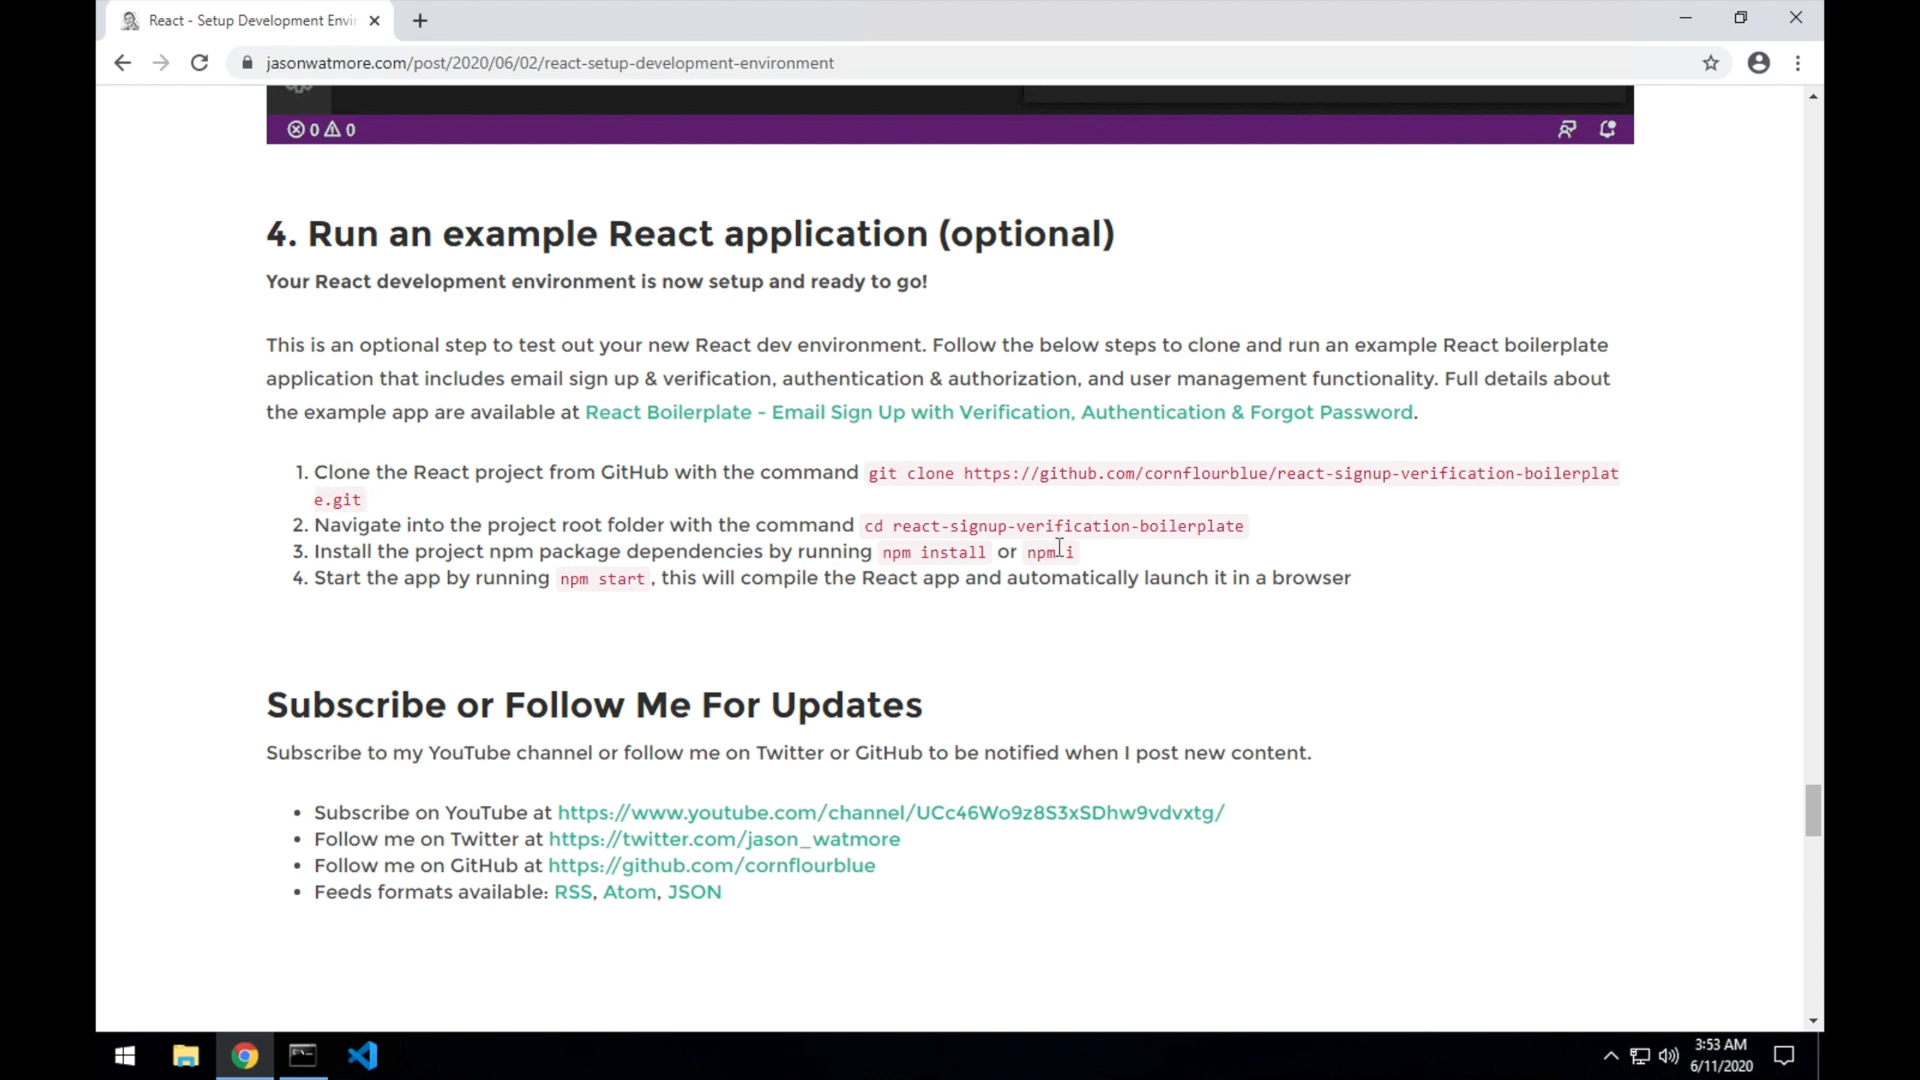 React - Setup Development Envir
jasonwatmore.com/post/2020/06/02/react-setup-development-environment
0 0
4. Run an example React application (optional)
Your React development environment is now setup and ready to go!
This is an optional step to test out your new React dev environment. Follow the below steps to clone and run an example React boilerplate
application that includes email sign up & verification, authentication & authorization, and user management functionality. Full details about
the example app are available at React Boilerplate - Email Sign Up with Verification, Authentication & Forgot Password.
1. Clone the React project from GitHub with the command git clone https://github.com/cornflourblue/react-signup-verification-boilerplat
e.git
2. Navigate into the project root folder with the command cd react-signup-verification-boilerplate
3. Install the project npm package dependencies by running npm install or npm i
4. Start the app by running npm start, this will compile the React app and automatically launch it in a browser
Subscribe or Follow Me For Updates
Subscribe to my YouTube channel or follow me on Twitter or GitHub to be notified when I post new content.
• Subscribe on YouTube at https://www.youtube.com/channel/UCc46Wo9z8S3xSDhw9vdvxtg/
• Follow me on Twitter at https://twitter.com/jason_watmore
• Follow me on GitHub at https://github.com/cornflourblue
• Feeds formats available: RSS, Atom, JSON
3:53 AM
6/11/2020